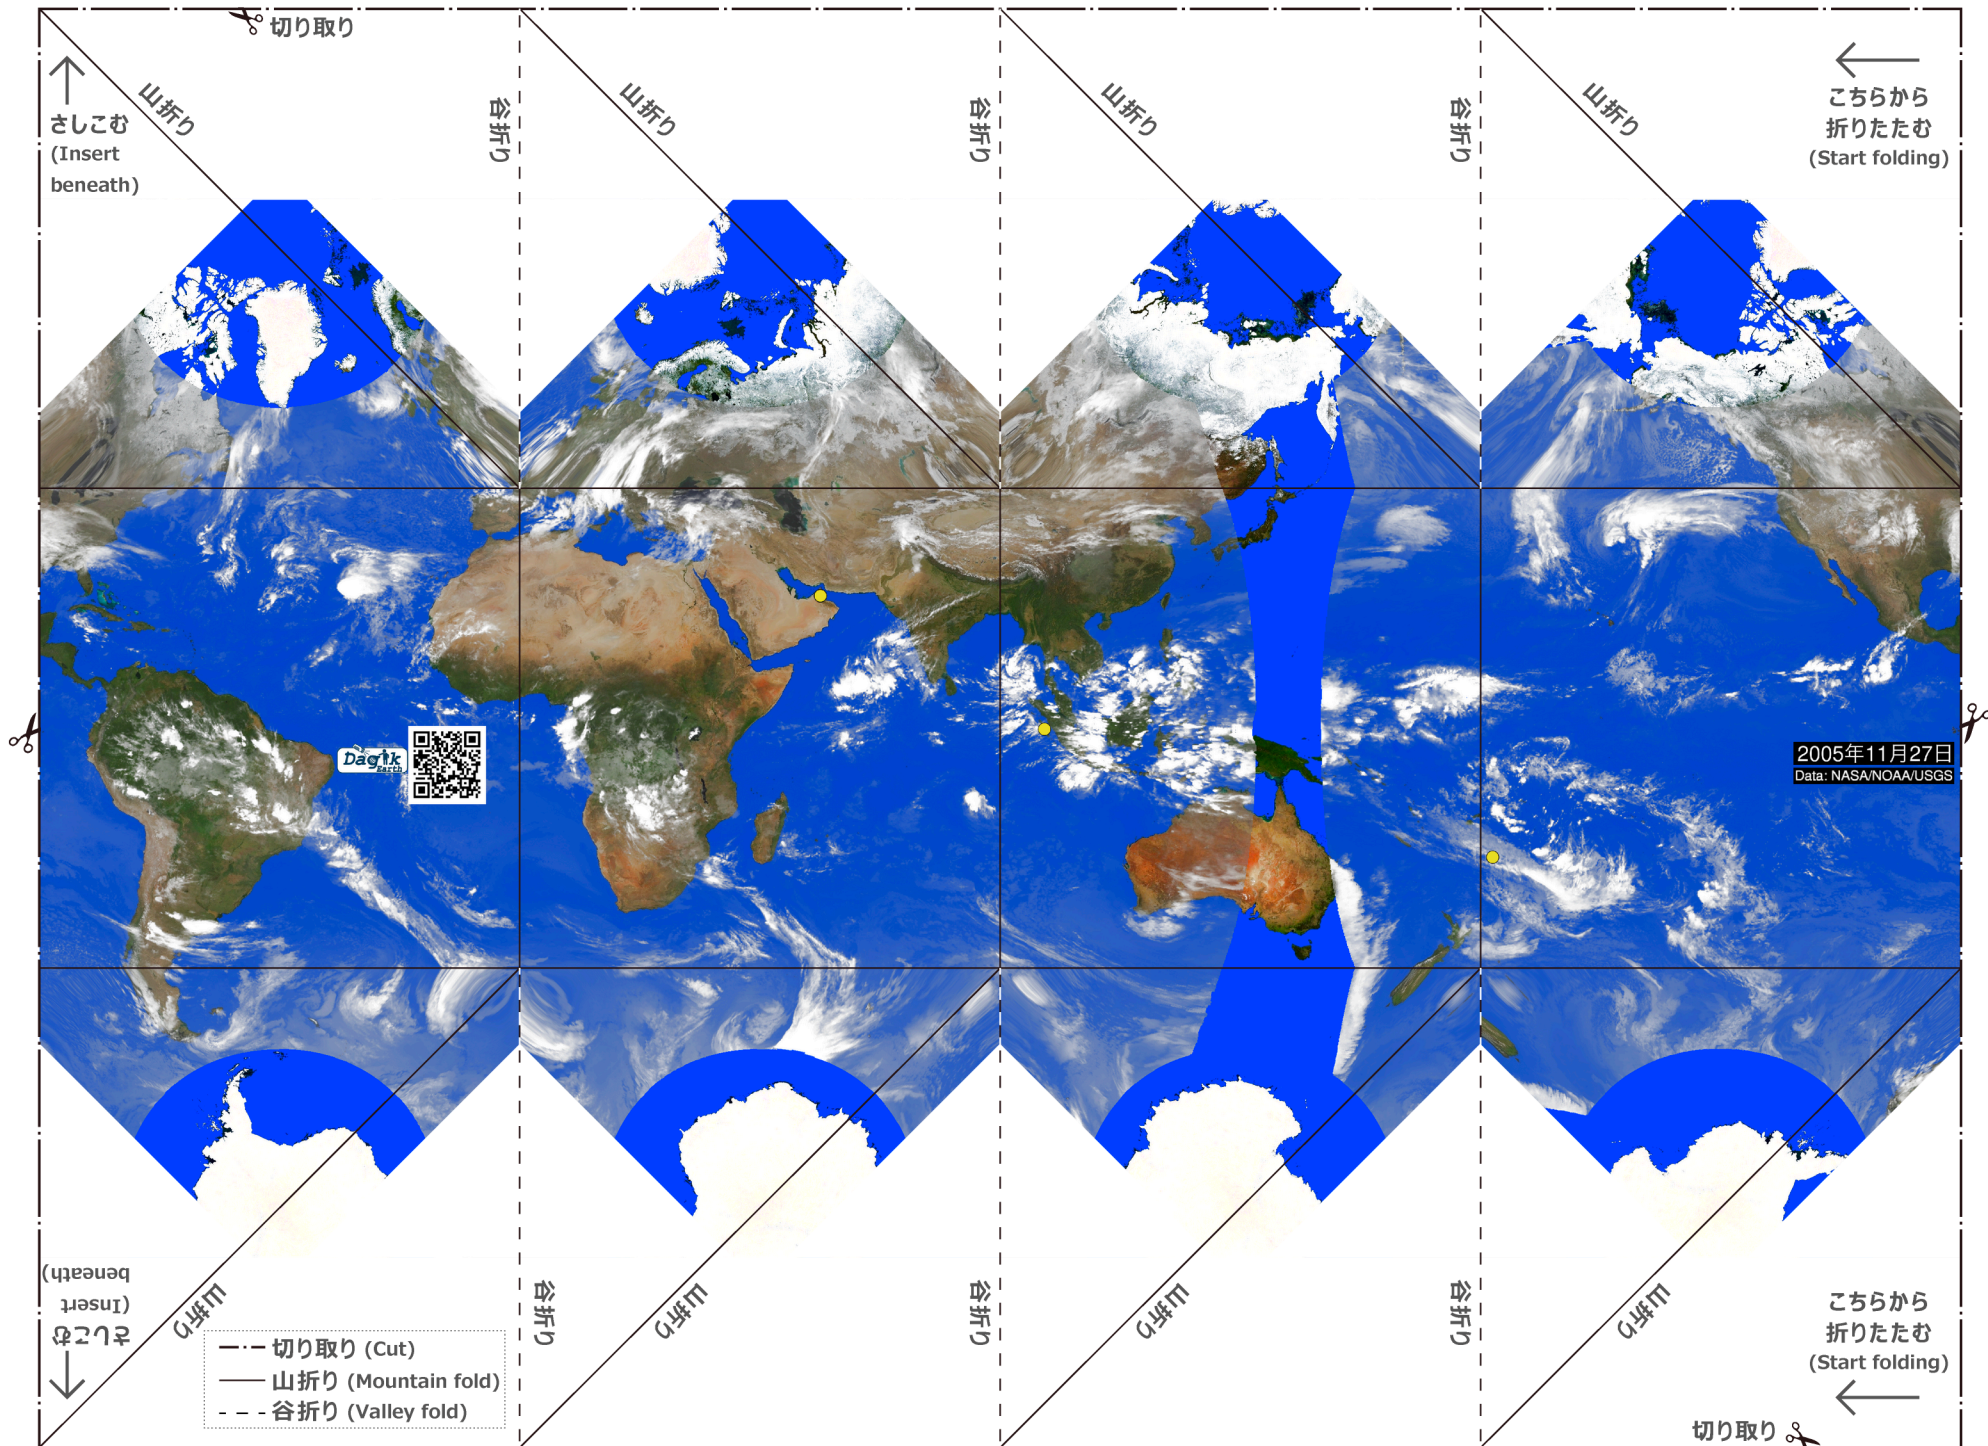 切り取り
さしこむ
(Insert
beneath)
山折り
谷折り
山折り
谷折り
山折り
谷折り
山折り
こちらから
折りたたむ
(Start folding)
Dagik
Earth
2005年11月27日
Data: NASA/NOAA/USGS
さしこむ
(Insert
beneath)
山折り
谷折り
山折り
谷折り
山折り
谷折り
山折り
こちらから
折りたたむ
(Start folding)
切り取り (Cut)
山折り (Mountain fold)
谷折り (Valley fold)
切り取り